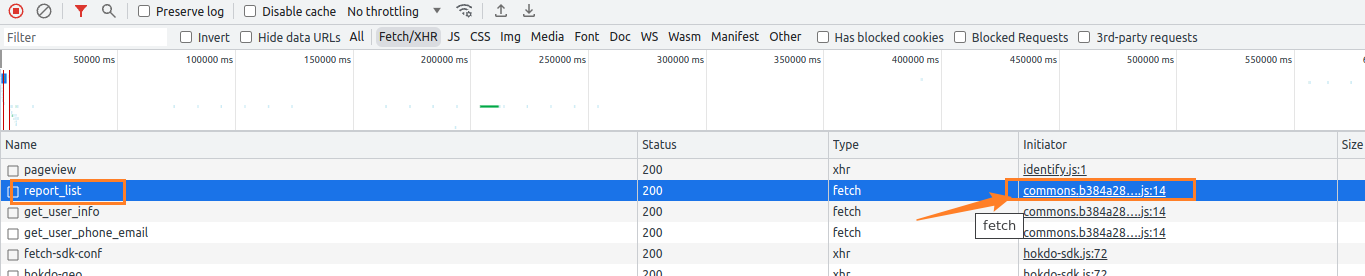 Preserve log Disable cache No throttling
Filter Invert Hide data URLs All Fetch/XHR JS CSS Img Media Font Doc WS Wasm Manifest Other Has blocked cookies Blocked Requests 3rd-party requests
50000 ms 100000 ms 150000 ms 200000 ms 250000 ms 300000 ms 350000 ms 400000 ms 450000 ms 500000 ms 550000 ms
Name Status Type Initiator Size
pageview 200 xhr identify.js:1
report_list 200 fetch commons.b384a28….js:14
get_user_info 200 fetch commons.b384a28….js:14
fetch
get_user_phone_email 200 fetch commons.b384a28….js:14
fetch-sdk-conf 200 xhr hokdo-sdk.js:72
hokdo-geo 200 xhr hokdo-sdk.js:72